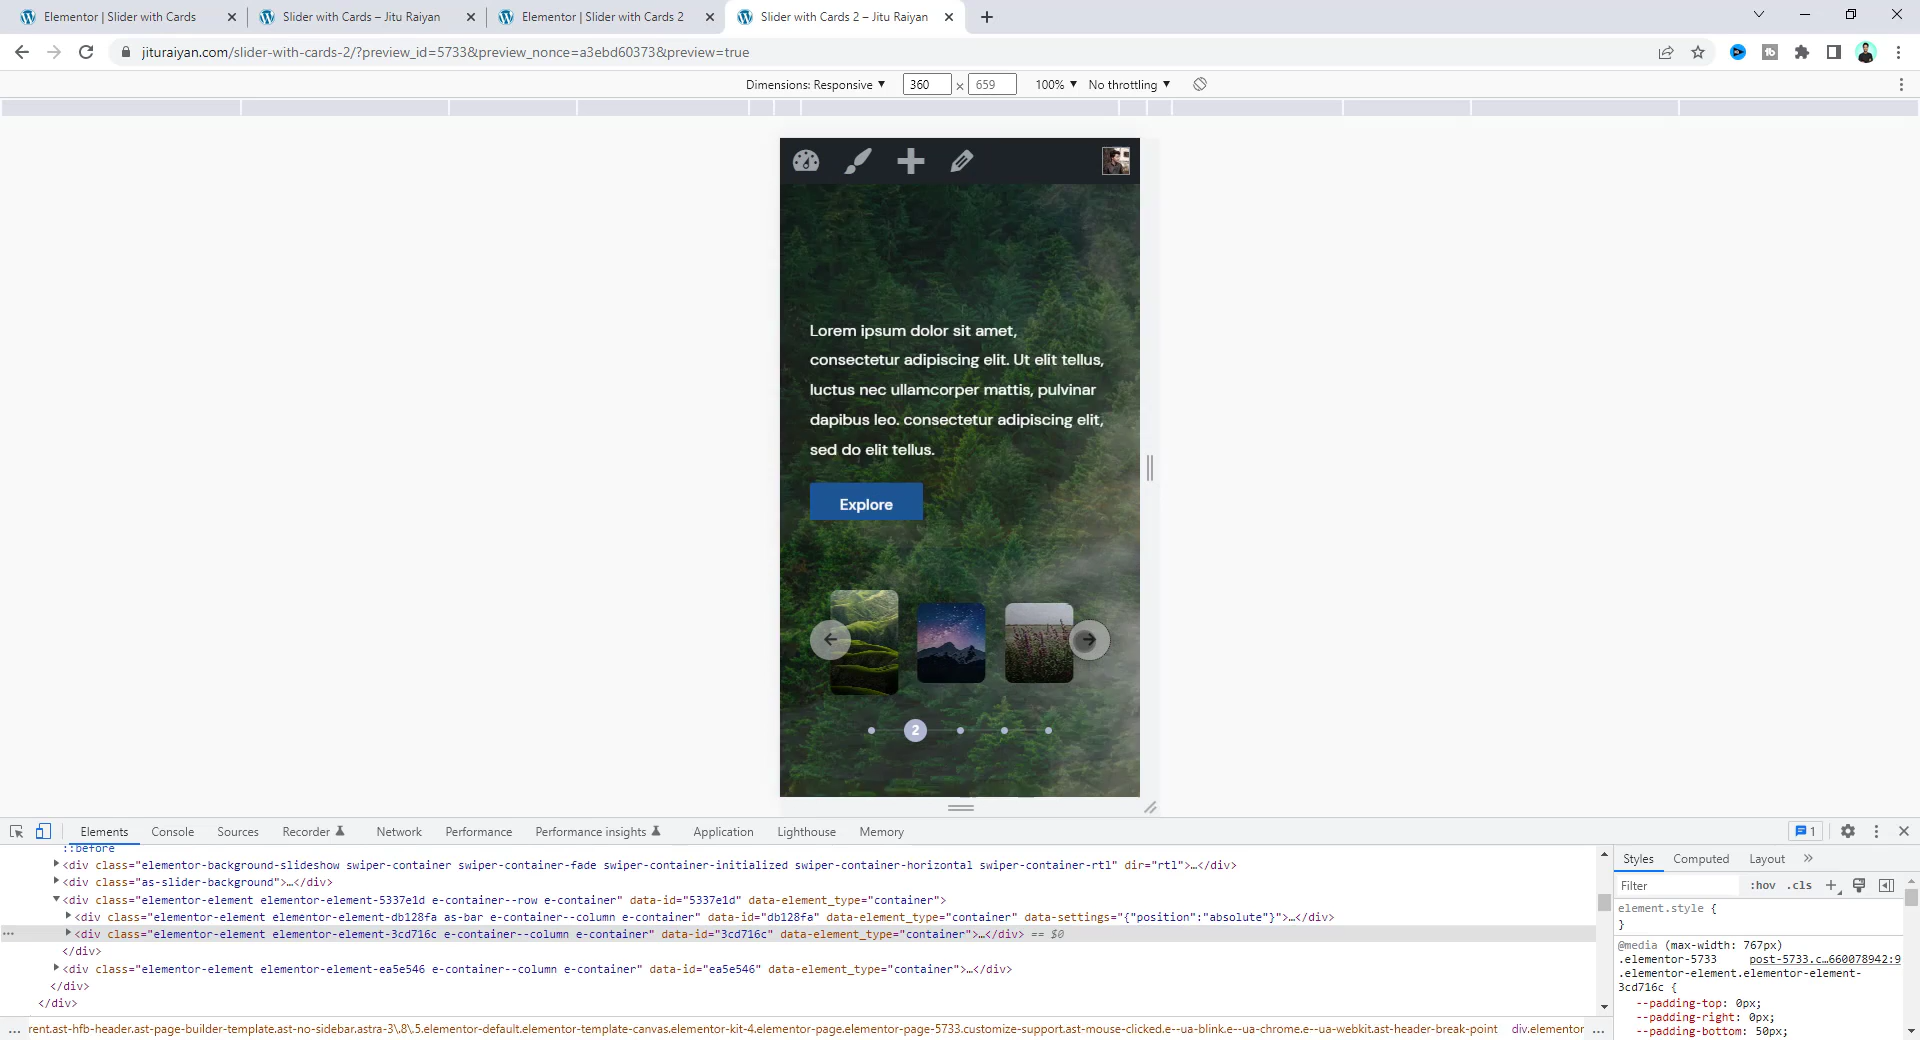 Elementor | Slider with Cards
Slider with Cards – Jitu Raiyan
Elementor | Slider with Cards 2
Slider with Cards 2 – Jitu Raiyan
jituraiyan.com/slider-with-cards-2/?preview_id=5733&preview_nonce=a3ebd60373&preview=true
Dimensions: Responsive ▼ 360 × 659 100% ▼ No throttling ▼
Lorem ipsum dolor sit amet,
consectetur adipiscing elit. Ut elit tellus,
luctus nec ullamcorper mattis, pulvinar
dapibus leo. consectetur adipiscing elit,
sed do elit tellus.
Explore
2
Elements Console Sources Recorder Network Performance Performance insights Application Lighthouse Memory 1
::before
<div class="elementor-background-slideshow swiper-container swiper-container-fade swiper-container-initialized swiper-container-horizontal swiper-container-rtl" dir="rtl">…</div>
<div class="as-slider-background">…</div>
<div class="elementor-element elementor-element-5337e1d e-container--row e-container" data-id="5337e1d" data-element_type="container">
<div class="elementor-element elementor-element-db128fa as-bar e-container--column e-container" data-id="db128fa" data-element_type="container" data-settings="{"position":"absolute"}">…</div>
<div class="elementor-element elementor-element-3cd716c e-container--column e-container" data-id="3cd716c" data-element_type="container">…</div> == $0
</div>
<div class="elementor-element elementor-element-ea5e546 e-container--column e-container" data-id="ea5e546" data-element_type="container">…</div>
</div>
</div>
... rent.ast-hfb-header.ast-page-builder-template.ast-no-sidebar.astra-3\,8\,5.elementor-default.elementor-template-canvas.elementor-kit-4.elementor-page.elementor-page-5733.customize-support.ast-mouse-clicked.e--ua-blink.e--ua-chrome.e--ua-webkit.ast-header-break-point div.elementor ...
Styles Computed Layout »
Filter :hov .cls +
element.style {
}
@media (max-width: 767px)
.elementor-5733 post-5733.c…660078942:9
.elementor-element.elementor-element-
3cd716c {
--padding-top: 0px;
--padding-right: 0px;
--padding-bottom: 50px;